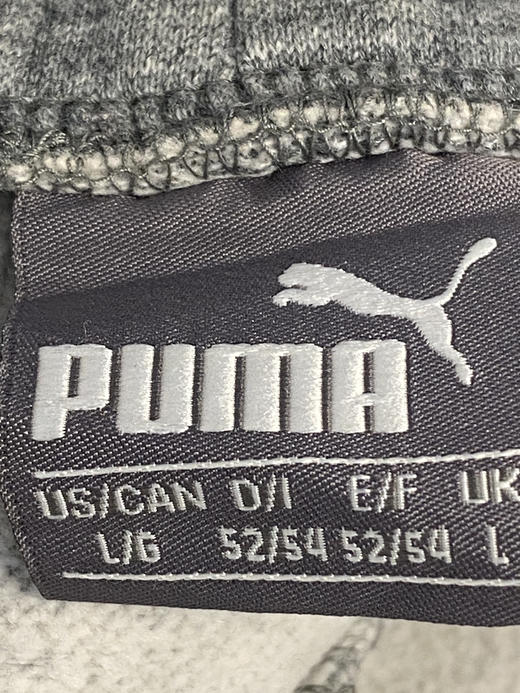 PUMA
US/CAN D/I E/F UK
L/G 52/54 52/54 L